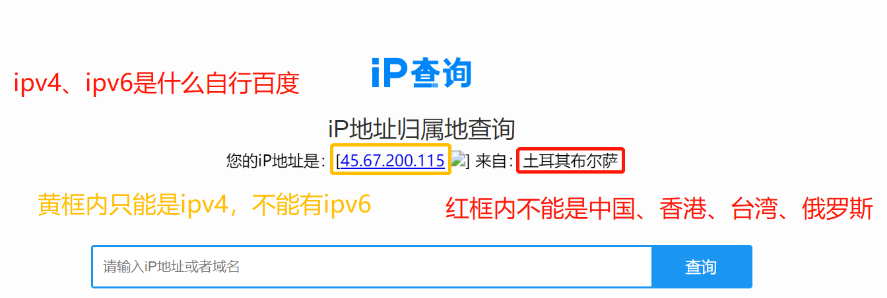 iP查询
ipv4、ipv6是什么自行百度
iP地址归属地查询
您的iP地址是：[45.67.200.115] 来自：土耳其布尔萨
黄框内只能是ipv4，不能有ipv6
红框内不能是中国、香港、台湾、俄罗斯
请输入iP地址或者域名
查询